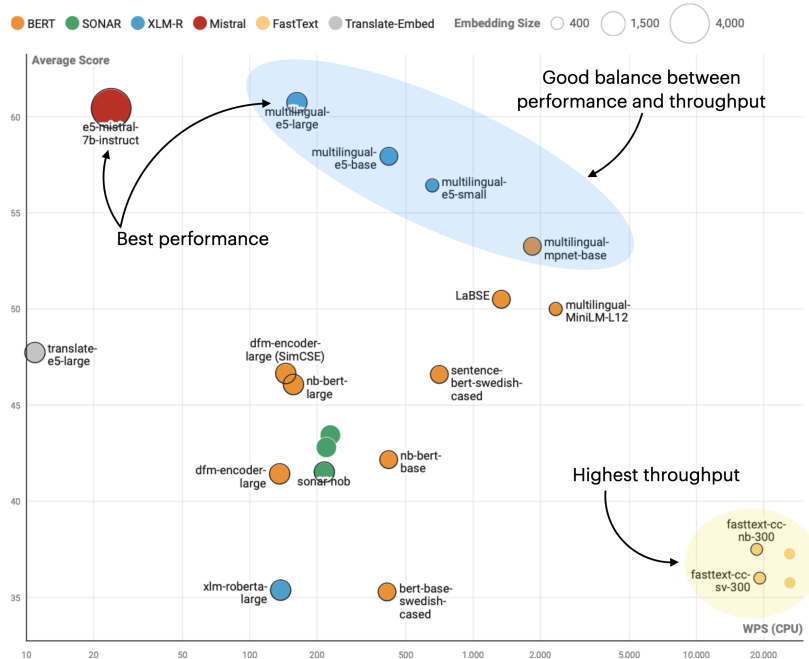 BERT SONAR XLM-R Mistral FastText Translate-Embed Embedding Size 400 1,500 4,000
Average Score
Good balance between
performance and throughput
60
multilingual-
e5-large
e5-mistral-
7b-instruct
multilingual-
e5-base
multilingual-
e5-small
55
Best performance
multilingual-
mpnet-base
LaBSE
50
multilingual-
MiniLM-L12
translate-
e5-large
dfm-encoder-
large (SimCSE)
nb-bert-
large
sentence-
bert-swedish-
cased
45
nb-bert-
base
dfm-encoder-
large
sonar-nob
Highest throughput
40
fasttext-cc-
nb-300
fasttext-cc-
sv-300
xlm-roberta-
large
bert-base-
swedish-
cased
35
WPS (CPU)
10 20 50 100 200 500 1.000 2.000 5.000 10.000 20.000